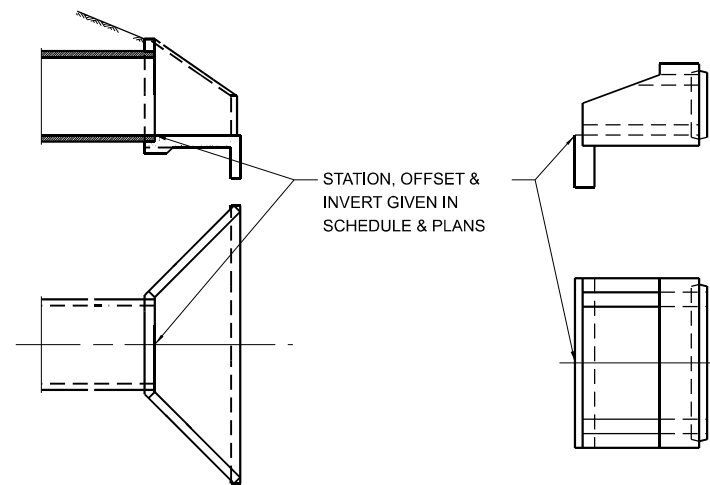 STATION, OFFSET &
INVERT GIVEN IN
SCHEDULE & PLANS